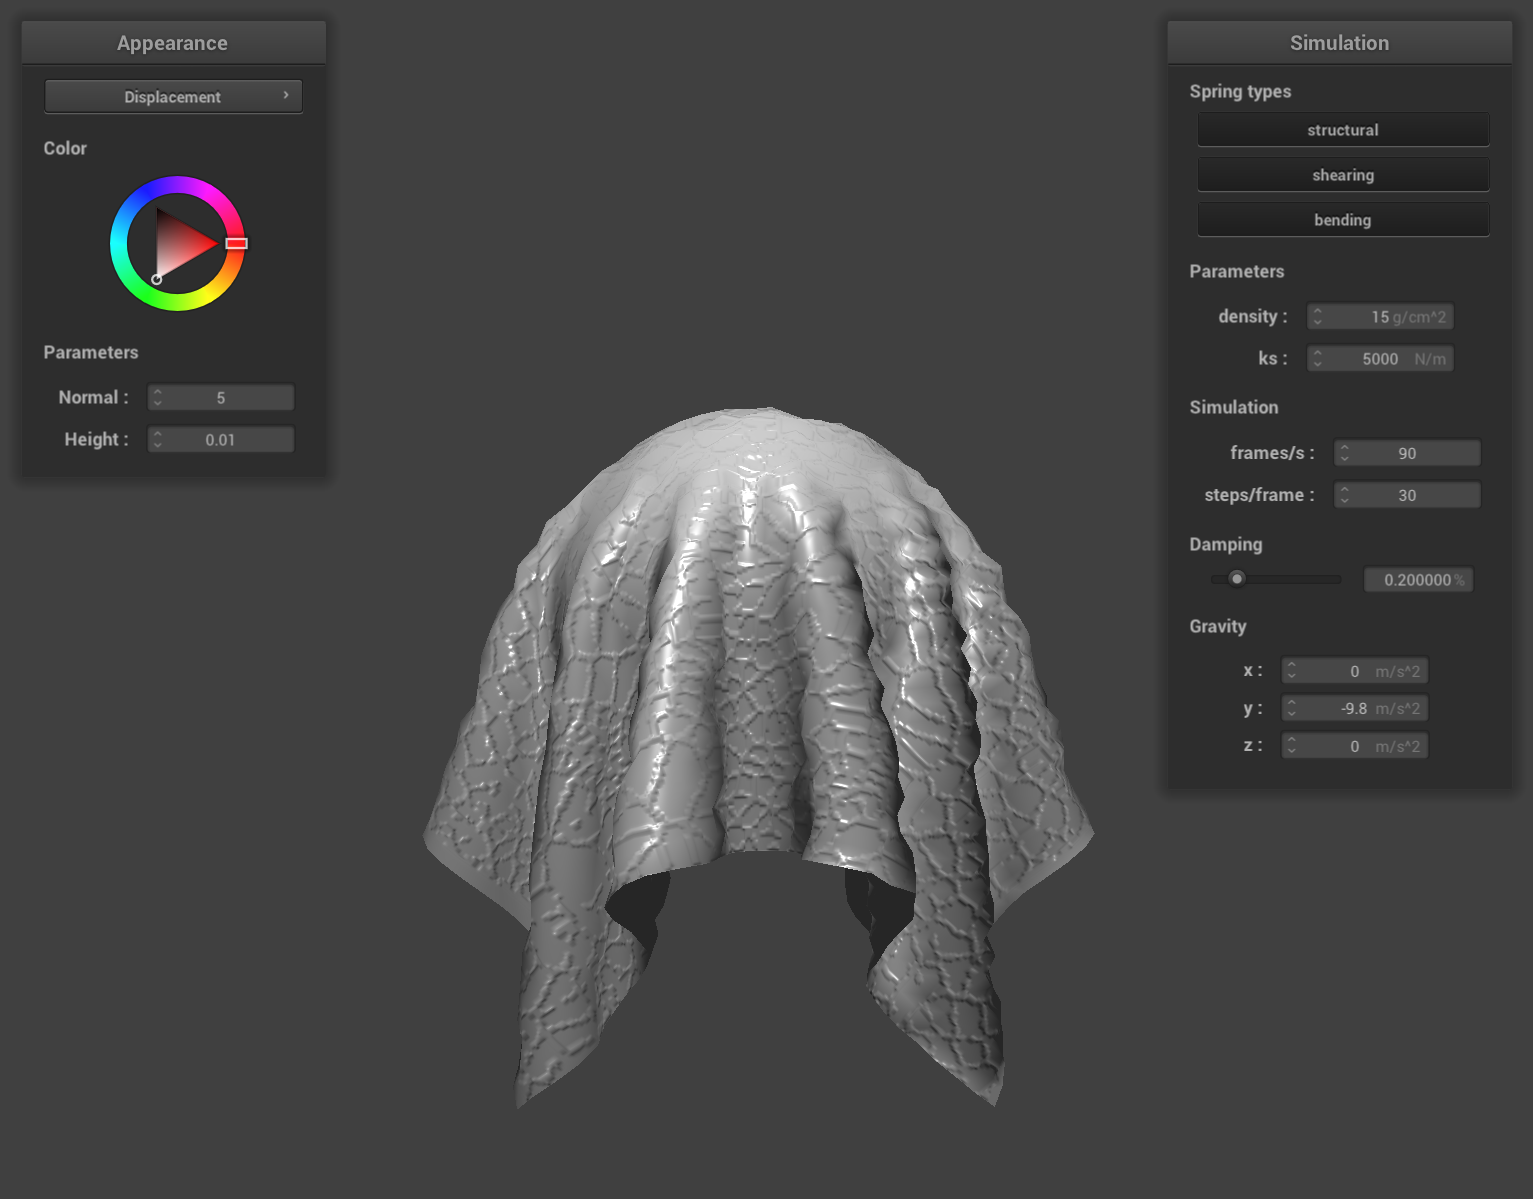 Appearance
Displacement
Color
Parameters
Normal : 5
Height : 0.01
Simulation
Spring types
structural
shearing
bending
Parameters
density : 15 g/cm^2
ks : 5000 N/m
Simulation
frames/s : 90
steps/frame : 30
Damping
0.200000 %
Gravity
x : 0 m/s^2
y : -9.8 m/s^2
z : 0 m/s^2